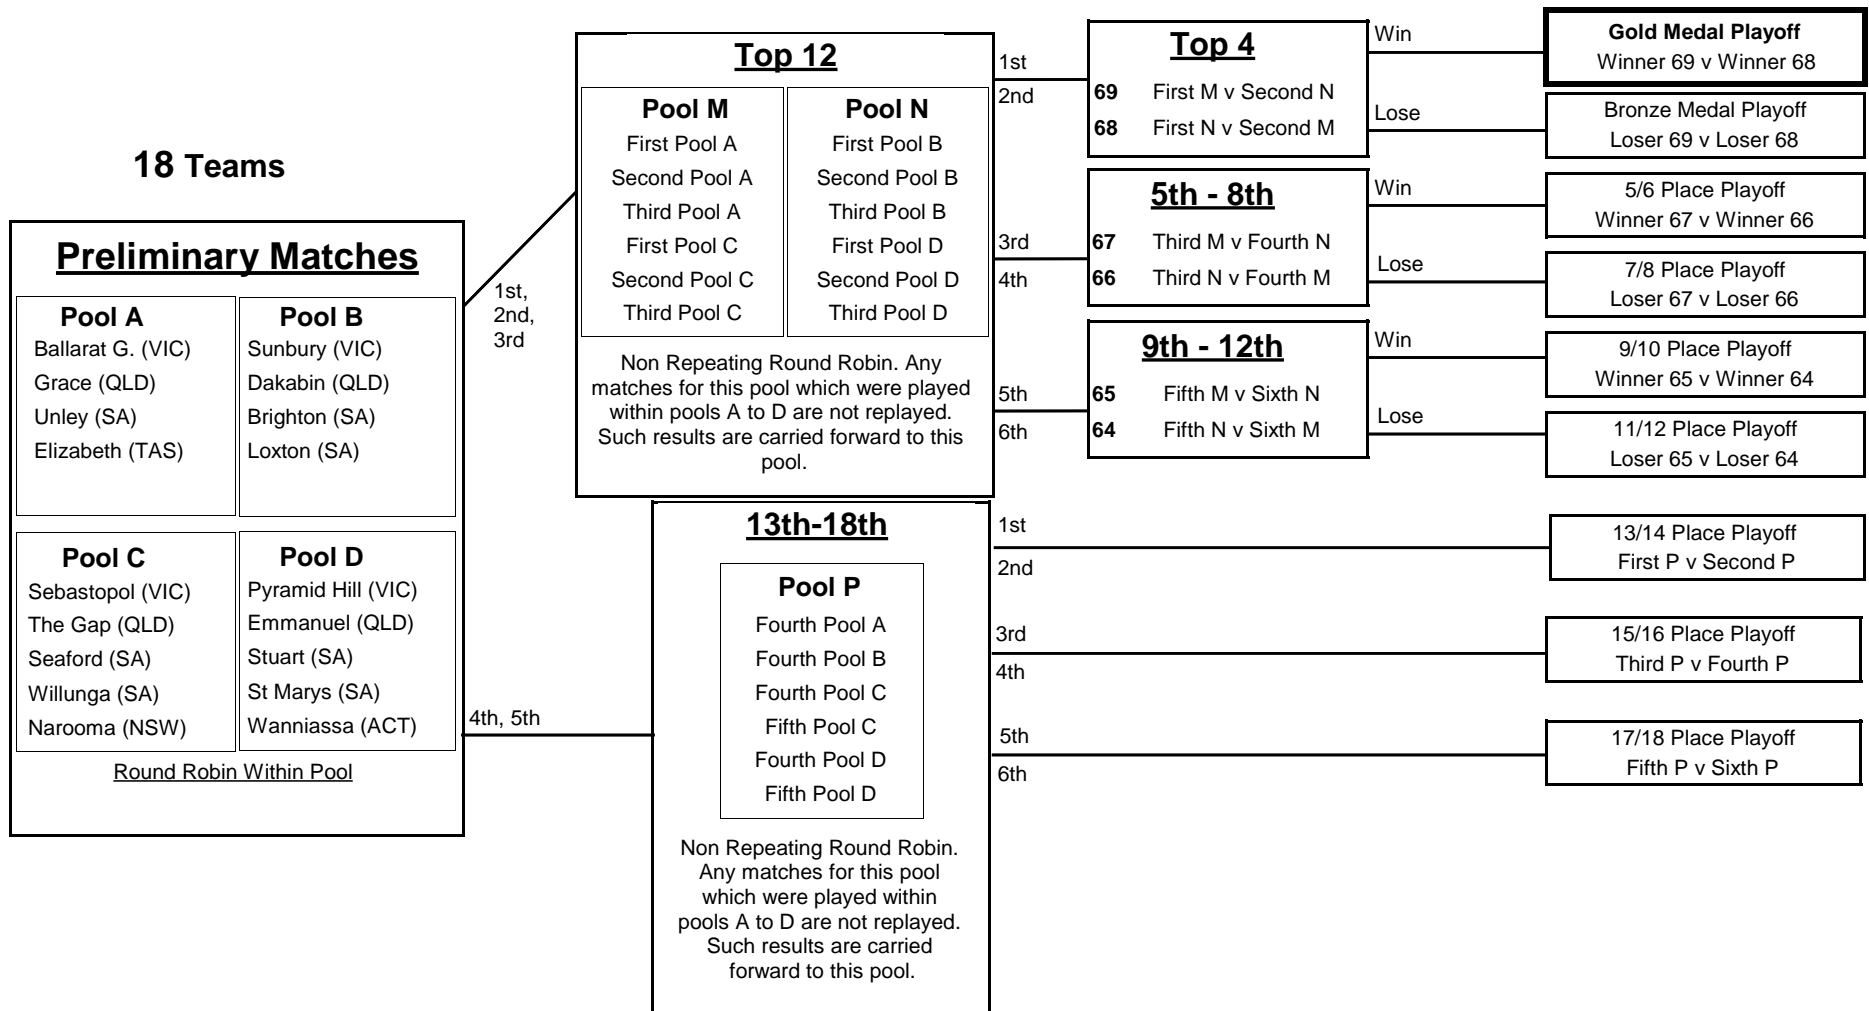 18 Teams
Preliminary Matches
Pool A
Ballarat G. (VIC)
Grace (QLD)
Unley (SA)
Elizabeth (TAS)
Pool B
Sunbury (VIC)
Dakabin (QLD)
Brighton (SA)
Loxton (SA)
Pool C
Sebastopol (VIC)
The Gap (QLD)
Seaford (SA)
Willunga (SA)
Narooma (NSW)
Pool D
Pyramid Hill (VIC)
Emmanuel (QLD)
Stuart (SA)
St Marys (SA)
Wanniassa (ACT)
Round Robin Within Pool
1st,
2nd,
3rd
4th, 5th
Top 12
Pool M
First Pool A
Second Pool A
Third Pool A
First Pool C
Second Pool C
Third Pool C
Pool N
First Pool B
Second Pool B
Third Pool B
First Pool D
Second Pool D
Third Pool D
Non Repeating Round Robin. Any
matches for this pool which were played
within pools A to D are not replayed.
Such results are carried forward to this
pool.
13th-18th
Pool P
Fourth Pool A
Fourth Pool B
Fourth Pool C
Fifth Pool C
Fourth Pool D
Fifth Pool D
Non Repeating Round Robin.
Any matches for this pool
which were played within
pools A to D are not replayed.
Such results are carried
forward to this pool.
1st
2nd
3rd
4th
5th
6th
1st
2nd
3rd
4th
5th
6th
Top 4
69 First M v Second N
68 First N v Second M
5th - 8th
67 Third M v Fourth N
66 Third N v Fourth M
9th - 12th
65 Fifth M v Sixth N
64 Fifth N v Sixth M
Win
Lose
Win
Lose
Win
Lose
Gold Medal Playoff
Winner 69 v Winner 68
Bronze Medal Playoff
Loser 69 v Loser 68
5/6 Place Playoff
Winner 67 v Winner 66
7/8 Place Playoff
Loser 67 v Loser 66
9/10 Place Playoff
Winner 65 v Winner 64
11/12 Place Playoff
Loser 65 v Loser 64
13/14 Place Playoff
First P v Second P
15/16 Place Playoff
Third P v Fourth P
17/18 Place Playoff
Fifth P v Sixth P